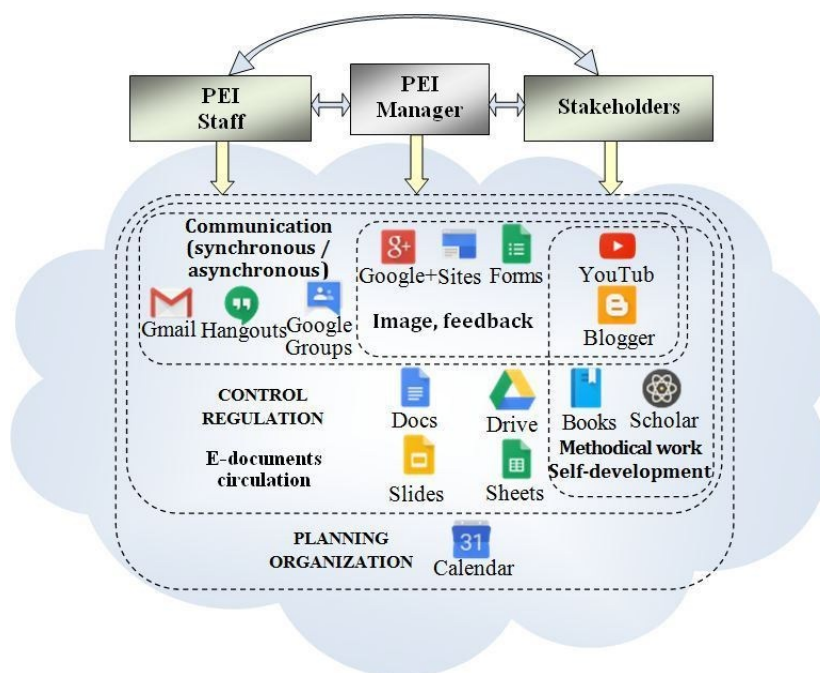 PEI
Staff
PEI
Manager
Stakeholders
Communication
(synchronous /
asynchronous)
g+
Google+
Sites
Forms
YouTub
Gmail
Hangouts
Google
Groups
Image, feedback
Blogger
CONTROL
REGULATION
Docs
Drive
Books
Scholar
Methodical work
Self-development
E-documents
circulation
Slides
Sheets
PLANNING
ORGANIZATION
31
Calendar